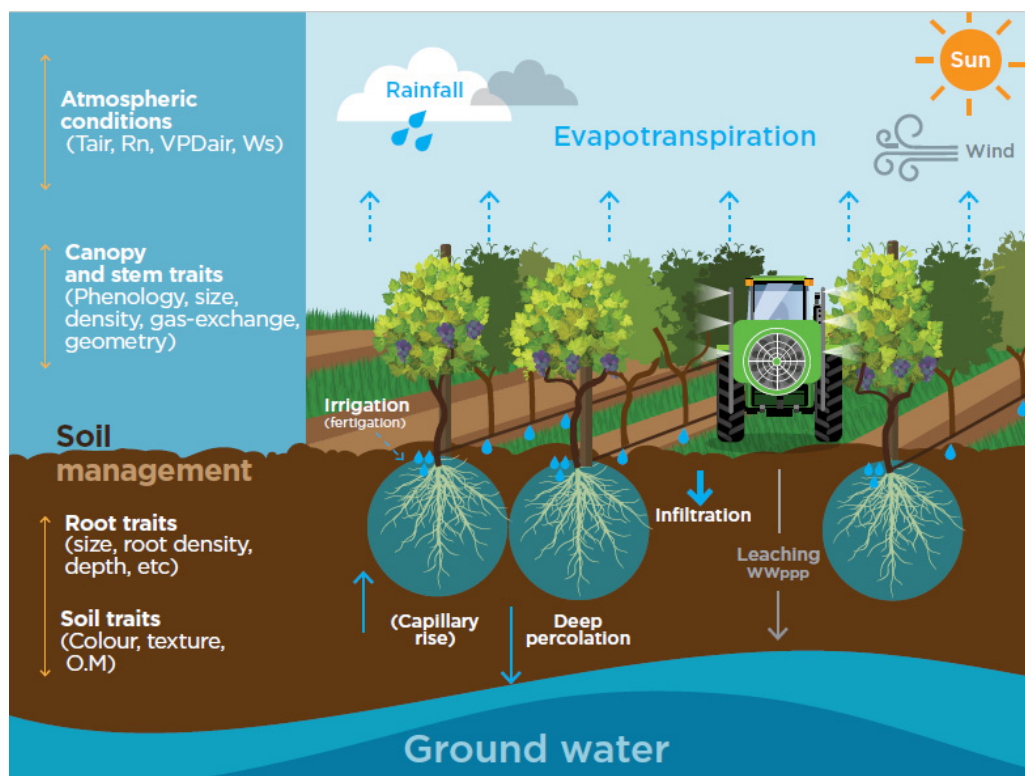 Atmospheric
conditions
(Tair, Rn, VPDair, Ws)
Canopy
and stem traits
(Phenology, size,
density, gas-exchange,
geometry)
Soil
management
Root traits
(size, root density,
depth, etc)
Soil traits
(Colour, texture,
O.M)
Rainfall
Evapotranspiration
Sun
Wind
Irrigation
(fertigation)
Infiltration
Leaching
WWppp
(Capillary
rise)
Deep
percolation
Ground water